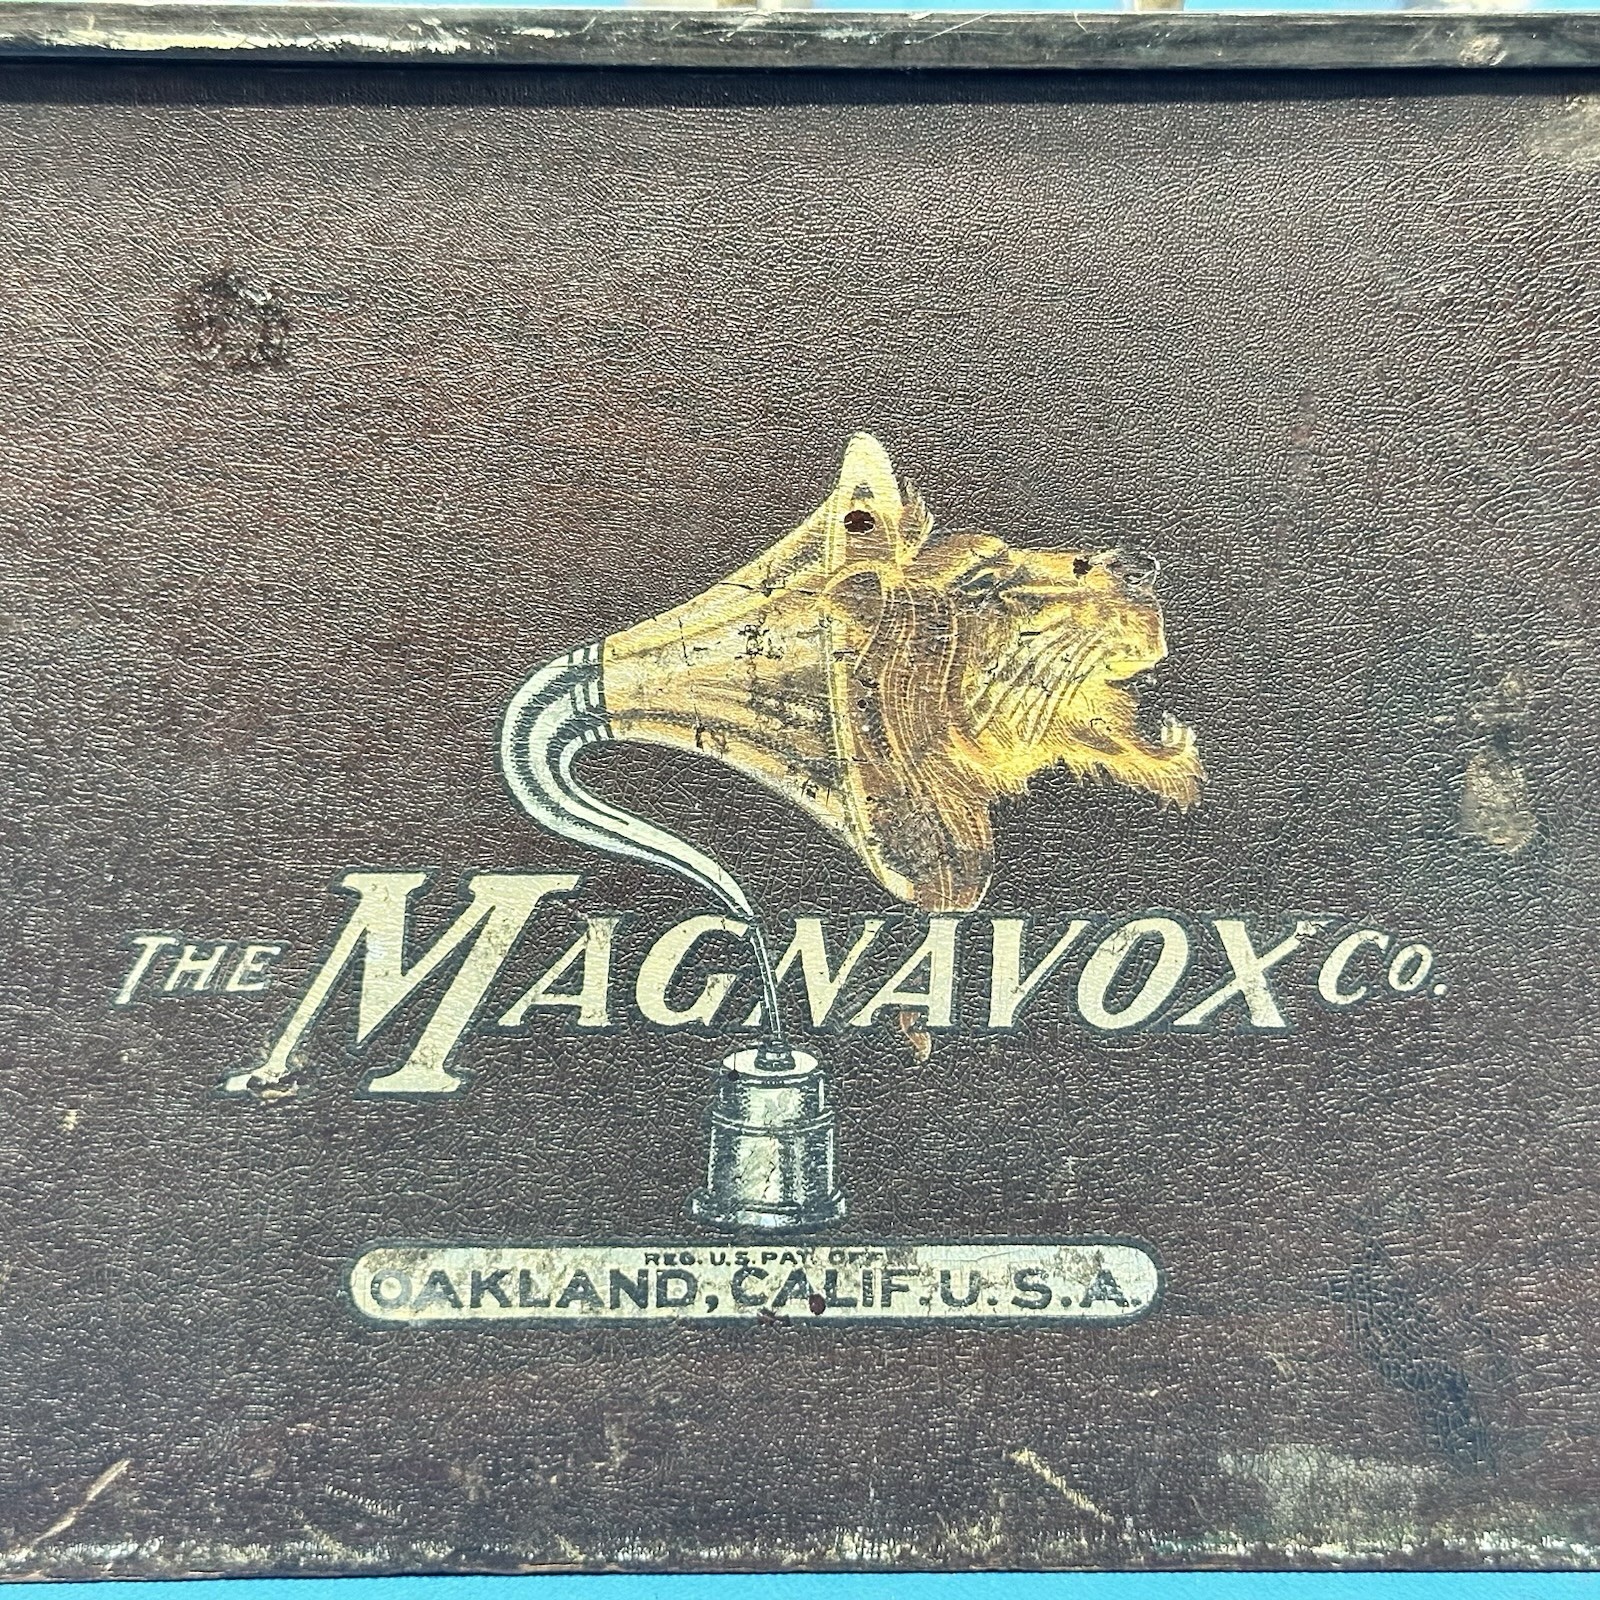 THE MAGNAVOX CO.
REG. U.S. PAT. OFF.
OAKLAND, CALIF. U. S. A.